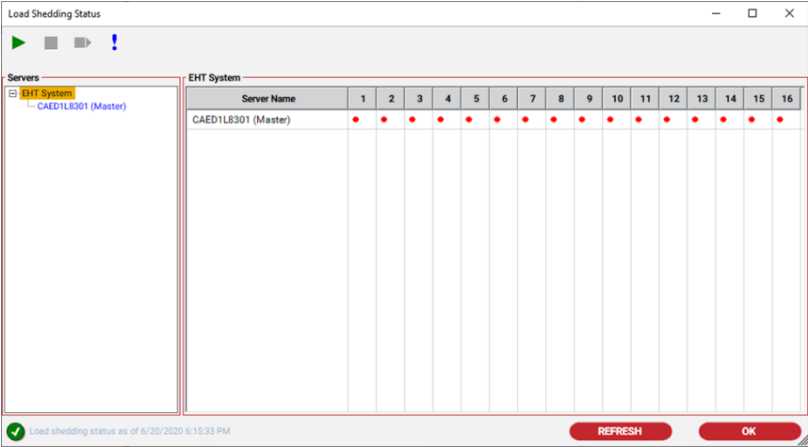 Load Shedding Status
Servers
EHT System
CAED1L8301 (Master)
EHT System
Server Name 1 2 3 4 5 6 7 8 9 10 11 12 13 14 15 16
CAED1L8301 (Master)
Load shedding status as of 6/20/2020 6:15:33 PM
REFRESH
OK